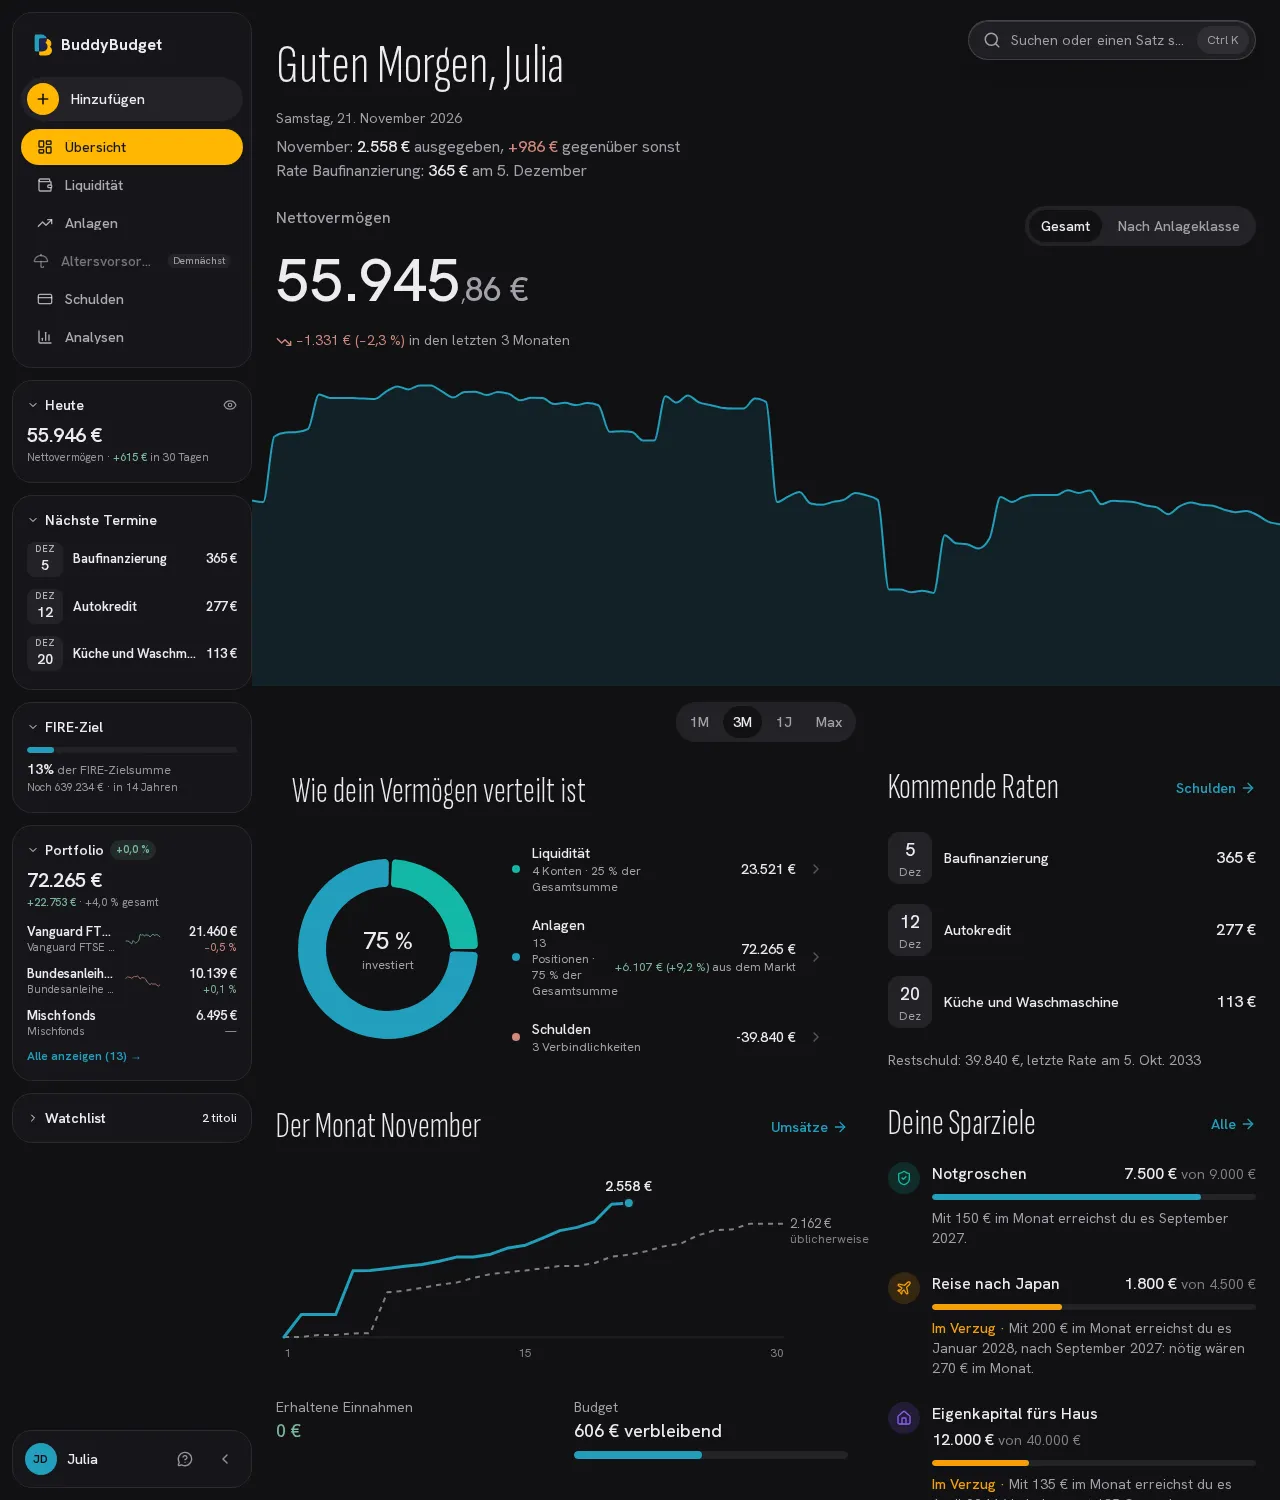 BuddyBudget
Hinzufügen
Übersicht
Liquidität
Anlagen
Altersvorsor... Demnächst
Schulden
Analysen
Heute
55.946 €
Nettovermögen · +615 € in 30 Tagen
Nächste Termine
DEZ
5
Baufinanzierung 365 €
DEZ
12
Autokredit 277 €
DEZ
20
Küche und Waschm... 113 €
FIRE-Ziel
13% der FIRE-Zielsumme
Noch 639.234 € · in 14 Jahren
Portfolio +0,0 %
72.265 €
+22.753 € · +4,0 % gesamt
Vanguard FT... 21.460 €
Vanguard FTSE ... −0,5 %
Bundesanleih... 10.139 €
Bundesanleihe ... +0,1 %
Mischfonds 6.495 €
Mischfonds —
Alle anzeigen (13) →
Watchlist 2 titoli
JD Julia
Guten Morgen, Julia
Suchen oder einen Satz s... Ctrl K
Samstag, 21. November 2026
November: 2.558 € ausgegeben, +986 € gegenüber sonst
Rate Baufinanzierung: 365 € am 5. Dezember
Nettovermögen
Gesamt Nach Anlageklasse
55.945,86 €
−1.331 € (−2,3 %) in den letzten 3 Monaten
1M 3M 1J Max
Wie dein Vermögen verteilt ist
75 %
investiert
Liquidität
4 Konten · 25 % der
Gesamtsumme
23.521 €
Anlagen
13
Positionen ·
75 % der
Gesamtsumme
72.265 €
+6.107 € (+9,2 %) aus dem Markt
Schulden
3 Verbindlichkeiten
-39.840 €
Kommende Raten
Schulden →
5
Dez
Baufinanzierung 365 €
12
Dez
Autokredit 277 €
20
Dez
Küche und Waschmaschine 113 €
Restschuld: 39.840 €, letzte Rate am 5. Okt. 2033
Der Monat November
Umsätze →
2.558 €
2.162 €
üblicherweise
1 15 30
Erhaltene Einnahmen
0 €
Budget
606 € verbleibend
Deine Sparziele
Alle →
Notgroschen 7.500 € von 9.000 €
Mit 150 € im Monat erreichst du es September
2027.
Reise nach Japan 1.800 € von 4.500 €
Im Verzug · Mit 200 € im Monat erreichst du es
Januar 2028, nach September 2027: nötig wären
270 € im Monat.
Eigenkapital fürs Haus
12.000 € von 40.000 €
Im Verzug · Mit 135 € im Monat erreichst du es